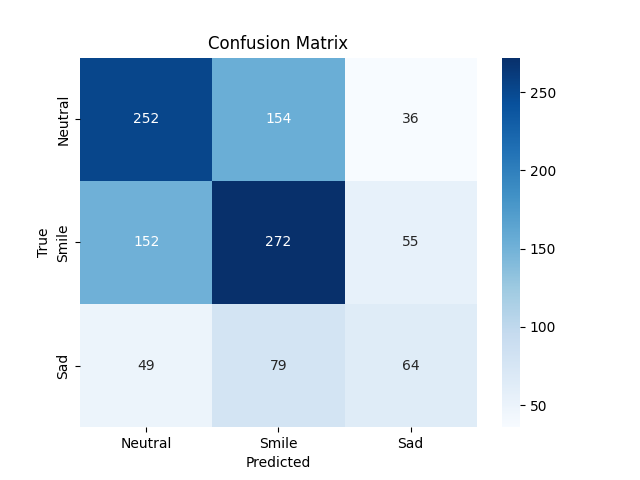 Confusion Matrix
True
Neutral
252 154 36
Smile
152 272 55
Sad
49 79 64
Neutral Smile Sad
Predicted
250
200
150
100
50